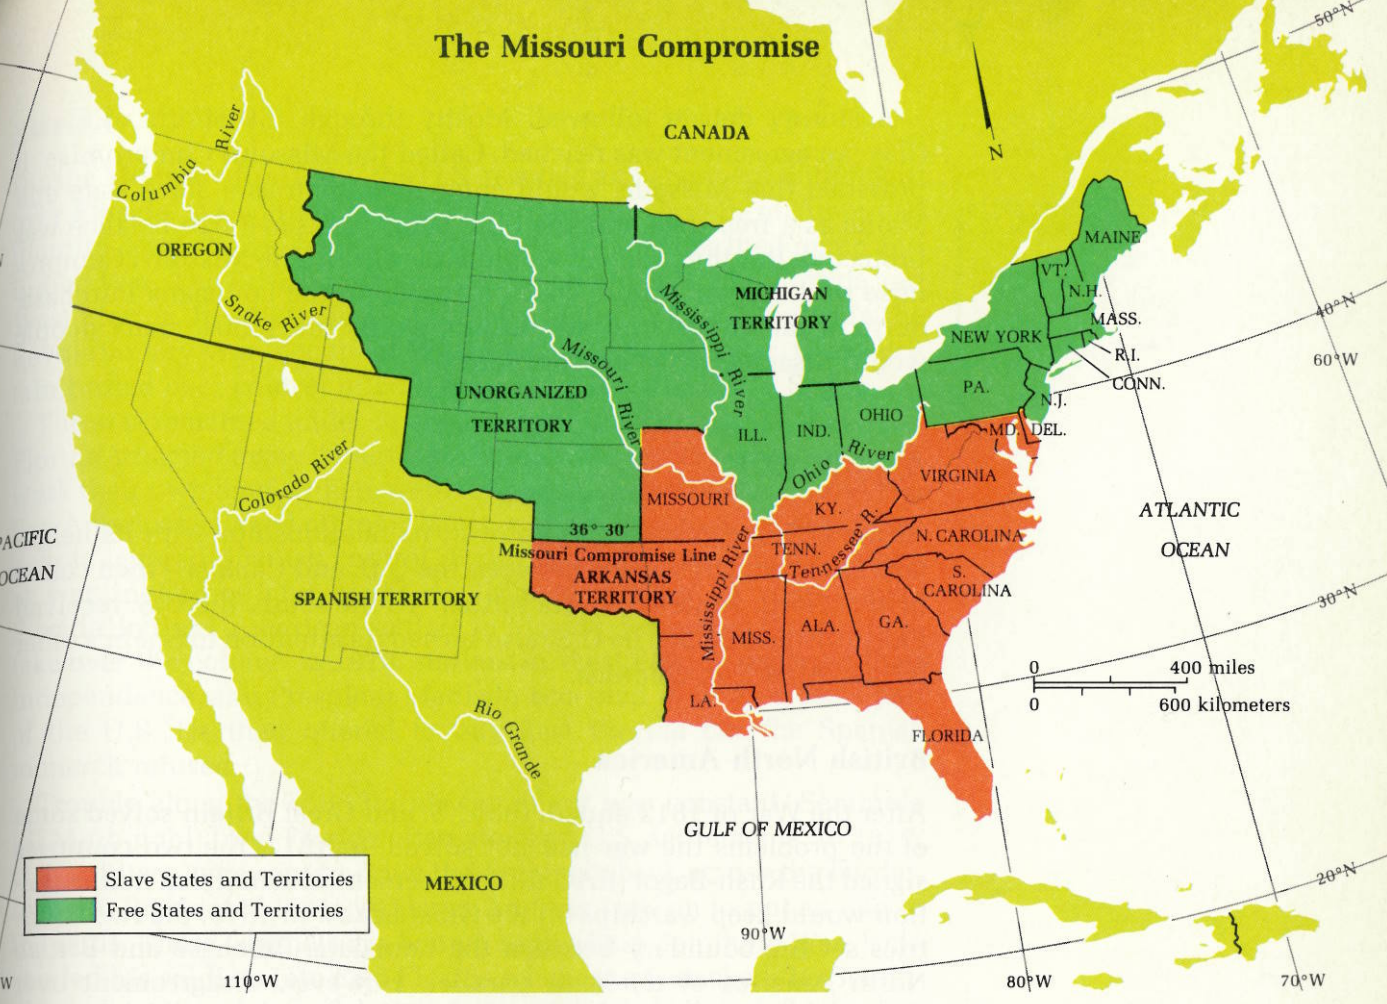 The Missouri Compromise
50°N
CANADA
N
Columbia River
OREGON
Snake River
MAINE
VT.
N.H.
MASS.
NEW YORK
R.I.
CONN.
40°N
60°W
MICHIGAN
TERRITORY
Mississippi River
Missouri River
UNORGANIZED
TERRITORY
PA.
N.J.
OHIO
ILL.
IND.
MD.
DEL.
Ohio River
Colorado River
VIRGINIA
MISSOURI
KY.
ATLANTIC
OCEAN
PACIFIC
OCEAN
36° 30′
Missouri Compromise Line
N. CAROLINA
TENN.
Tennessee R.
ARKANSAS
TERRITORY
S.
CAROLINA
SPANISH TERRITORY
30°N
Mississippi River
MISS.
ALA.
GA.
0 400 miles
0 600 kilometers
LA.
Rio Grande
FLORIDA
GULF OF MEXICO
Slave States and Territories
Free States and Territories
MEXICO
20°N
90°W
W
110°W
80°W
70°W